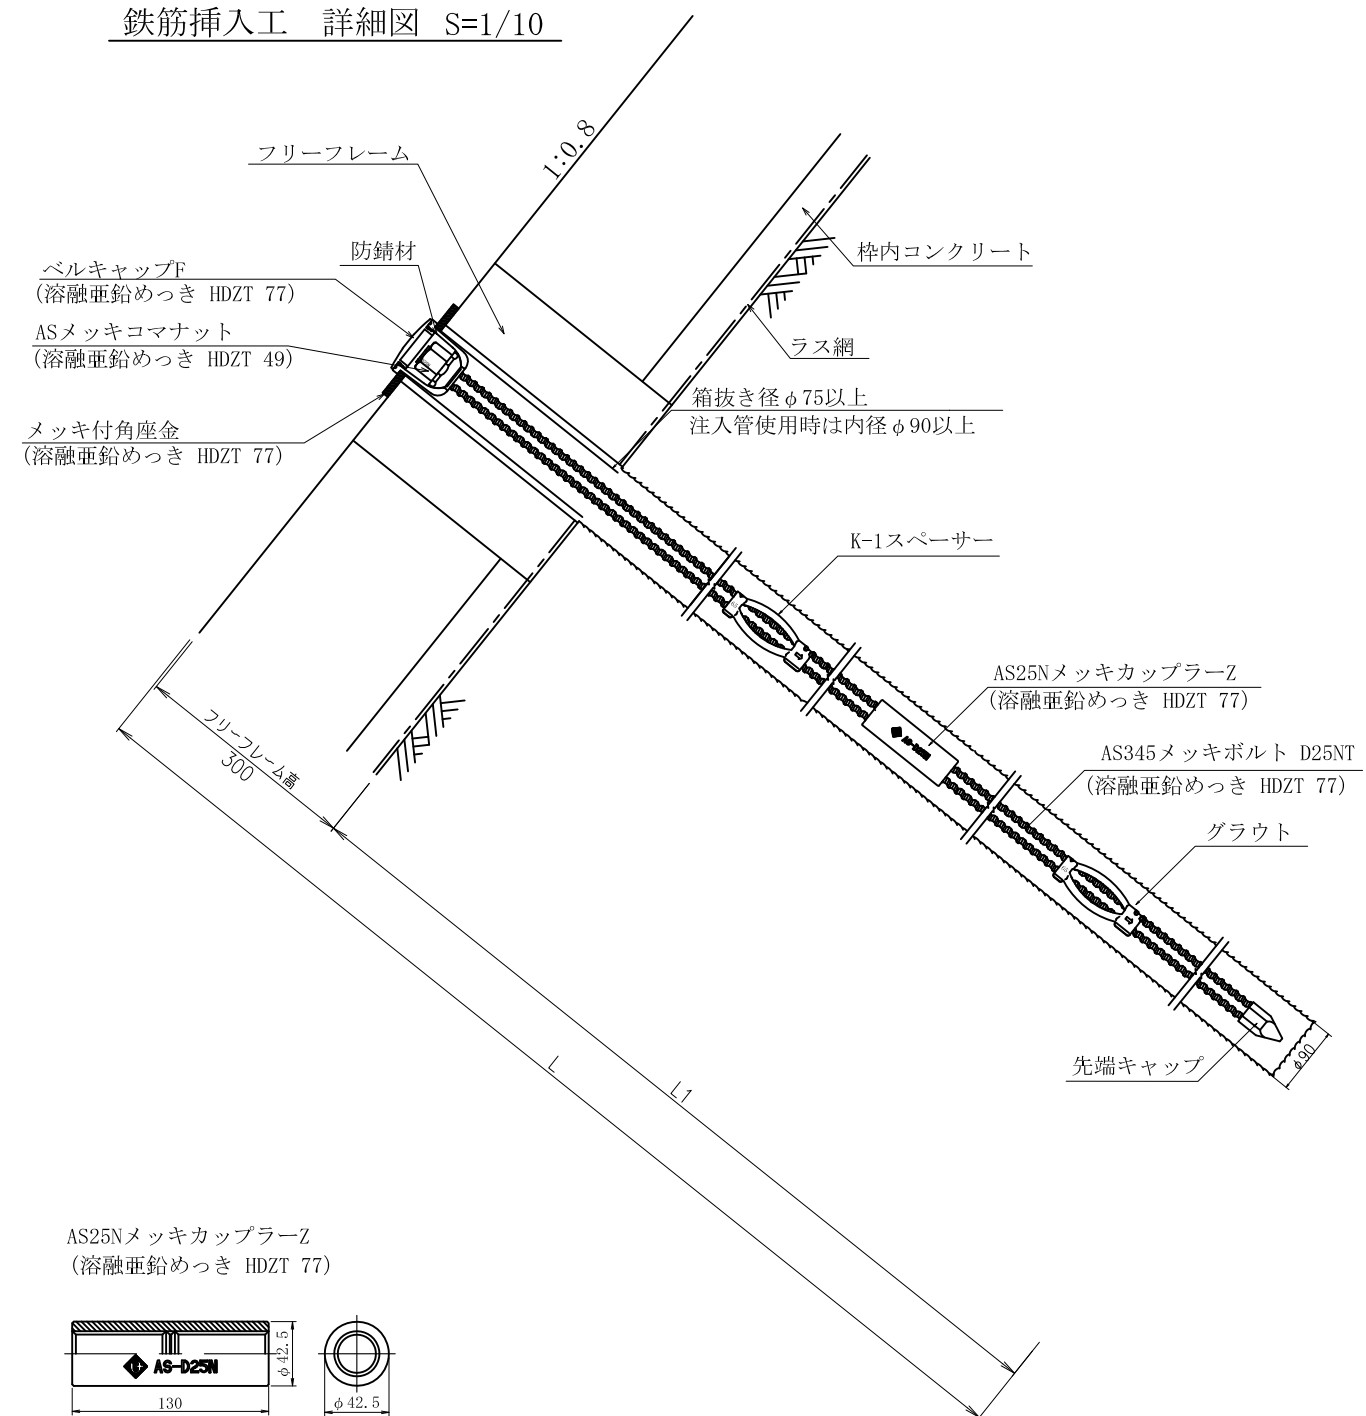 鉄筋挿入工　詳細図 S=1/10
1:0.8
フリーフレーム
防錆材
枠内コンクリート
ベルキャップF
(溶融亜鉛めっき HDZT 77)
ASメッキコマナット
(溶融亜鉛めっき HDZT 49)
ラス網
箱抜き径φ75以上
注入管使用時は内径φ90以上
メッキ付角座金
(溶融亜鉛めっき HDZT 77)
K-1スペーサー
AS25NメッキカップラーZ
(溶融亜鉛めっき HDZT 77)
フリーフレーム高
300
AS-D25N
AS345メッキボルト D25NT
(溶融亜鉛めっき HDZT 77)
グラウト
先端キャップ
φ90
L
L1
AS25NメッキカップラーZ
(溶融亜鉛めっき HDZT 77)
AS-D25N
φ42.5
130
φ42.5